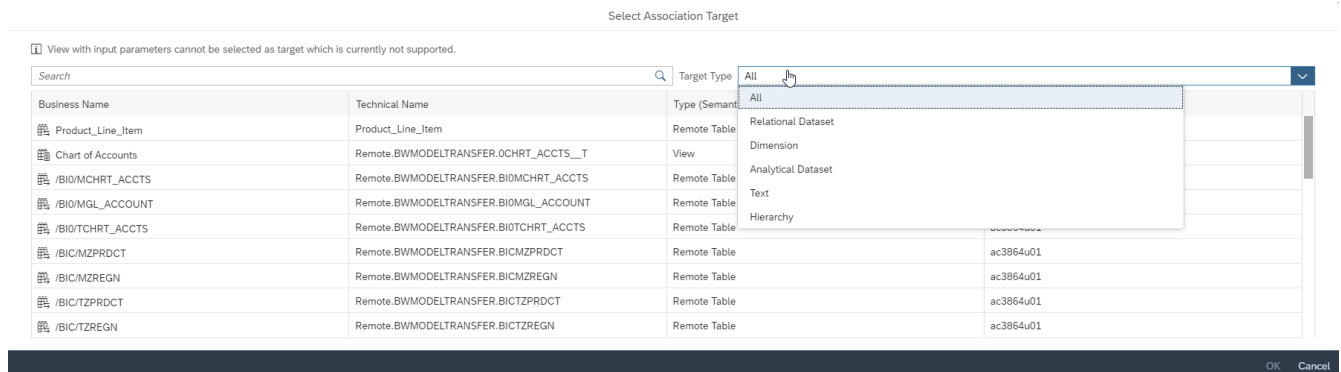 Select Association Target
View with input parameters cannot be selected as target which is currently not supported.
Search Target Type All
Business Name Technical Name Type (Semant
All
Relational Dataset
Dimension
Analytical Dataset
Text
Hierarchy
Product_Line_Item Product_Line_Item Remote Table
Chart of Accounts Remote.BWMODELTRANSFER.0CHRT_ACCTS__T View
/BI0/MCHRT_ACCTS Remote.BWMODELTRANSFER.BI0MCHRT_ACCTS Remote Table
/BI0/MGL_ACCOUNT Remote.BWMODELTRANSFER.BI0MGL_ACCOUNT Remote Table
/BI0/TCHRT_ACCTS Remote.BWMODELTRANSFER.BI0TCHRT_ACCTS Remote Table
/BIC/MZPRDCT Remote.BWMODELTRANSFER.BICMZPRDCT Remote Table ac3864u01
/BIC/MZREGN Remote.BWMODELTRANSFER.BICMZREGN Remote Table ac3864u01
/BIC/TZPRDCT Remote.BWMODELTRANSFER.BICTZPRDCT Remote Table ac3864u01
/BIC/TZREGN Remote.BWMODELTRANSFER.BICTZREGN Remote Table ac3864u01
OK Cancel